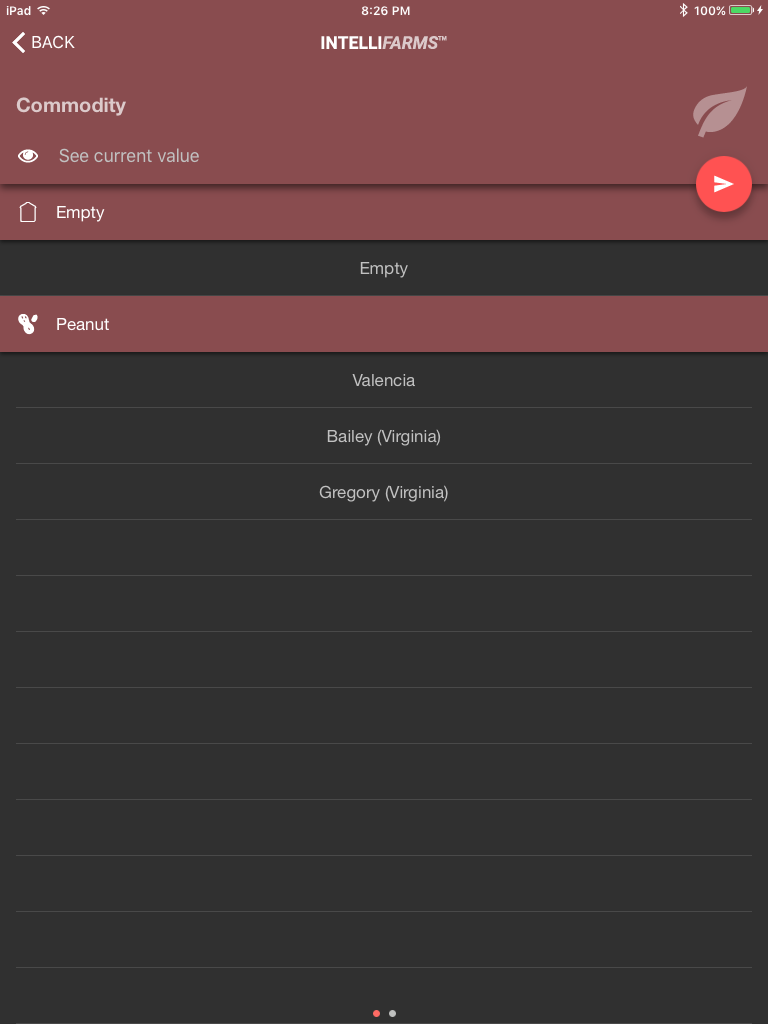 iPad 8:26 PM 100%
BACK INTELLIFARMS™
Commodity
See current value
Empty
Empty
Peanut
Valencia
Bailey (Virginia)
Gregory (Virginia)